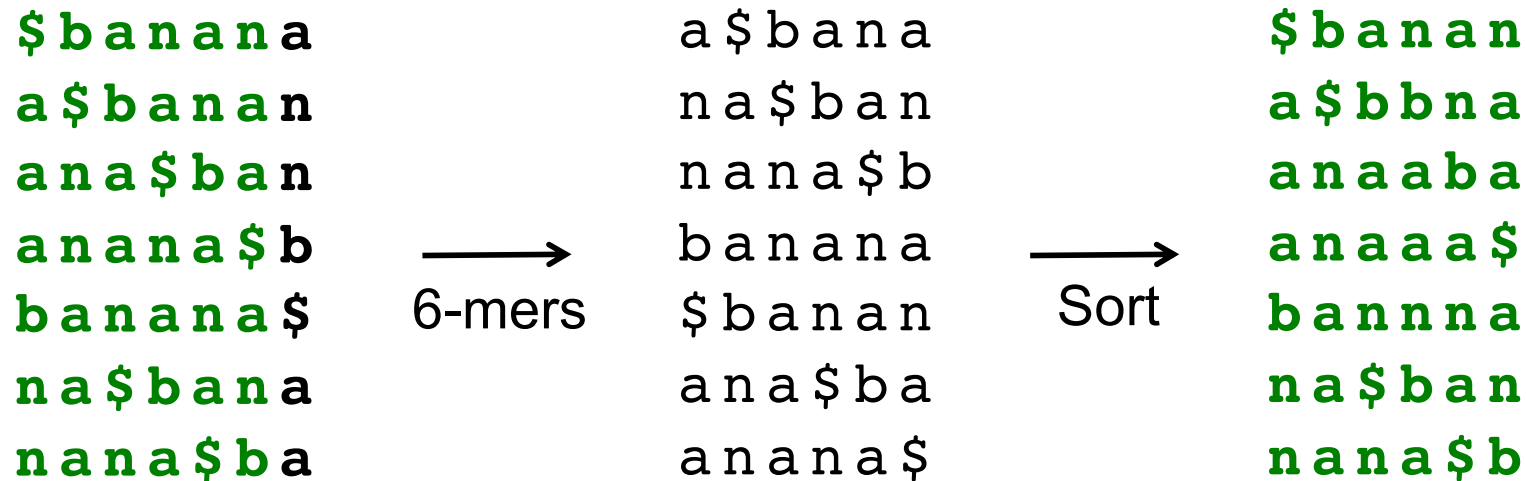 $banana a$bana $banan
a$banan na$ban a$bbna
ana$ban nana$b anaaba
anana$b banana anaaa$
banana$ 6-mers $banan Sort bannna
na$bana ana$ba na$ban
nana$ba anana$ nana$b